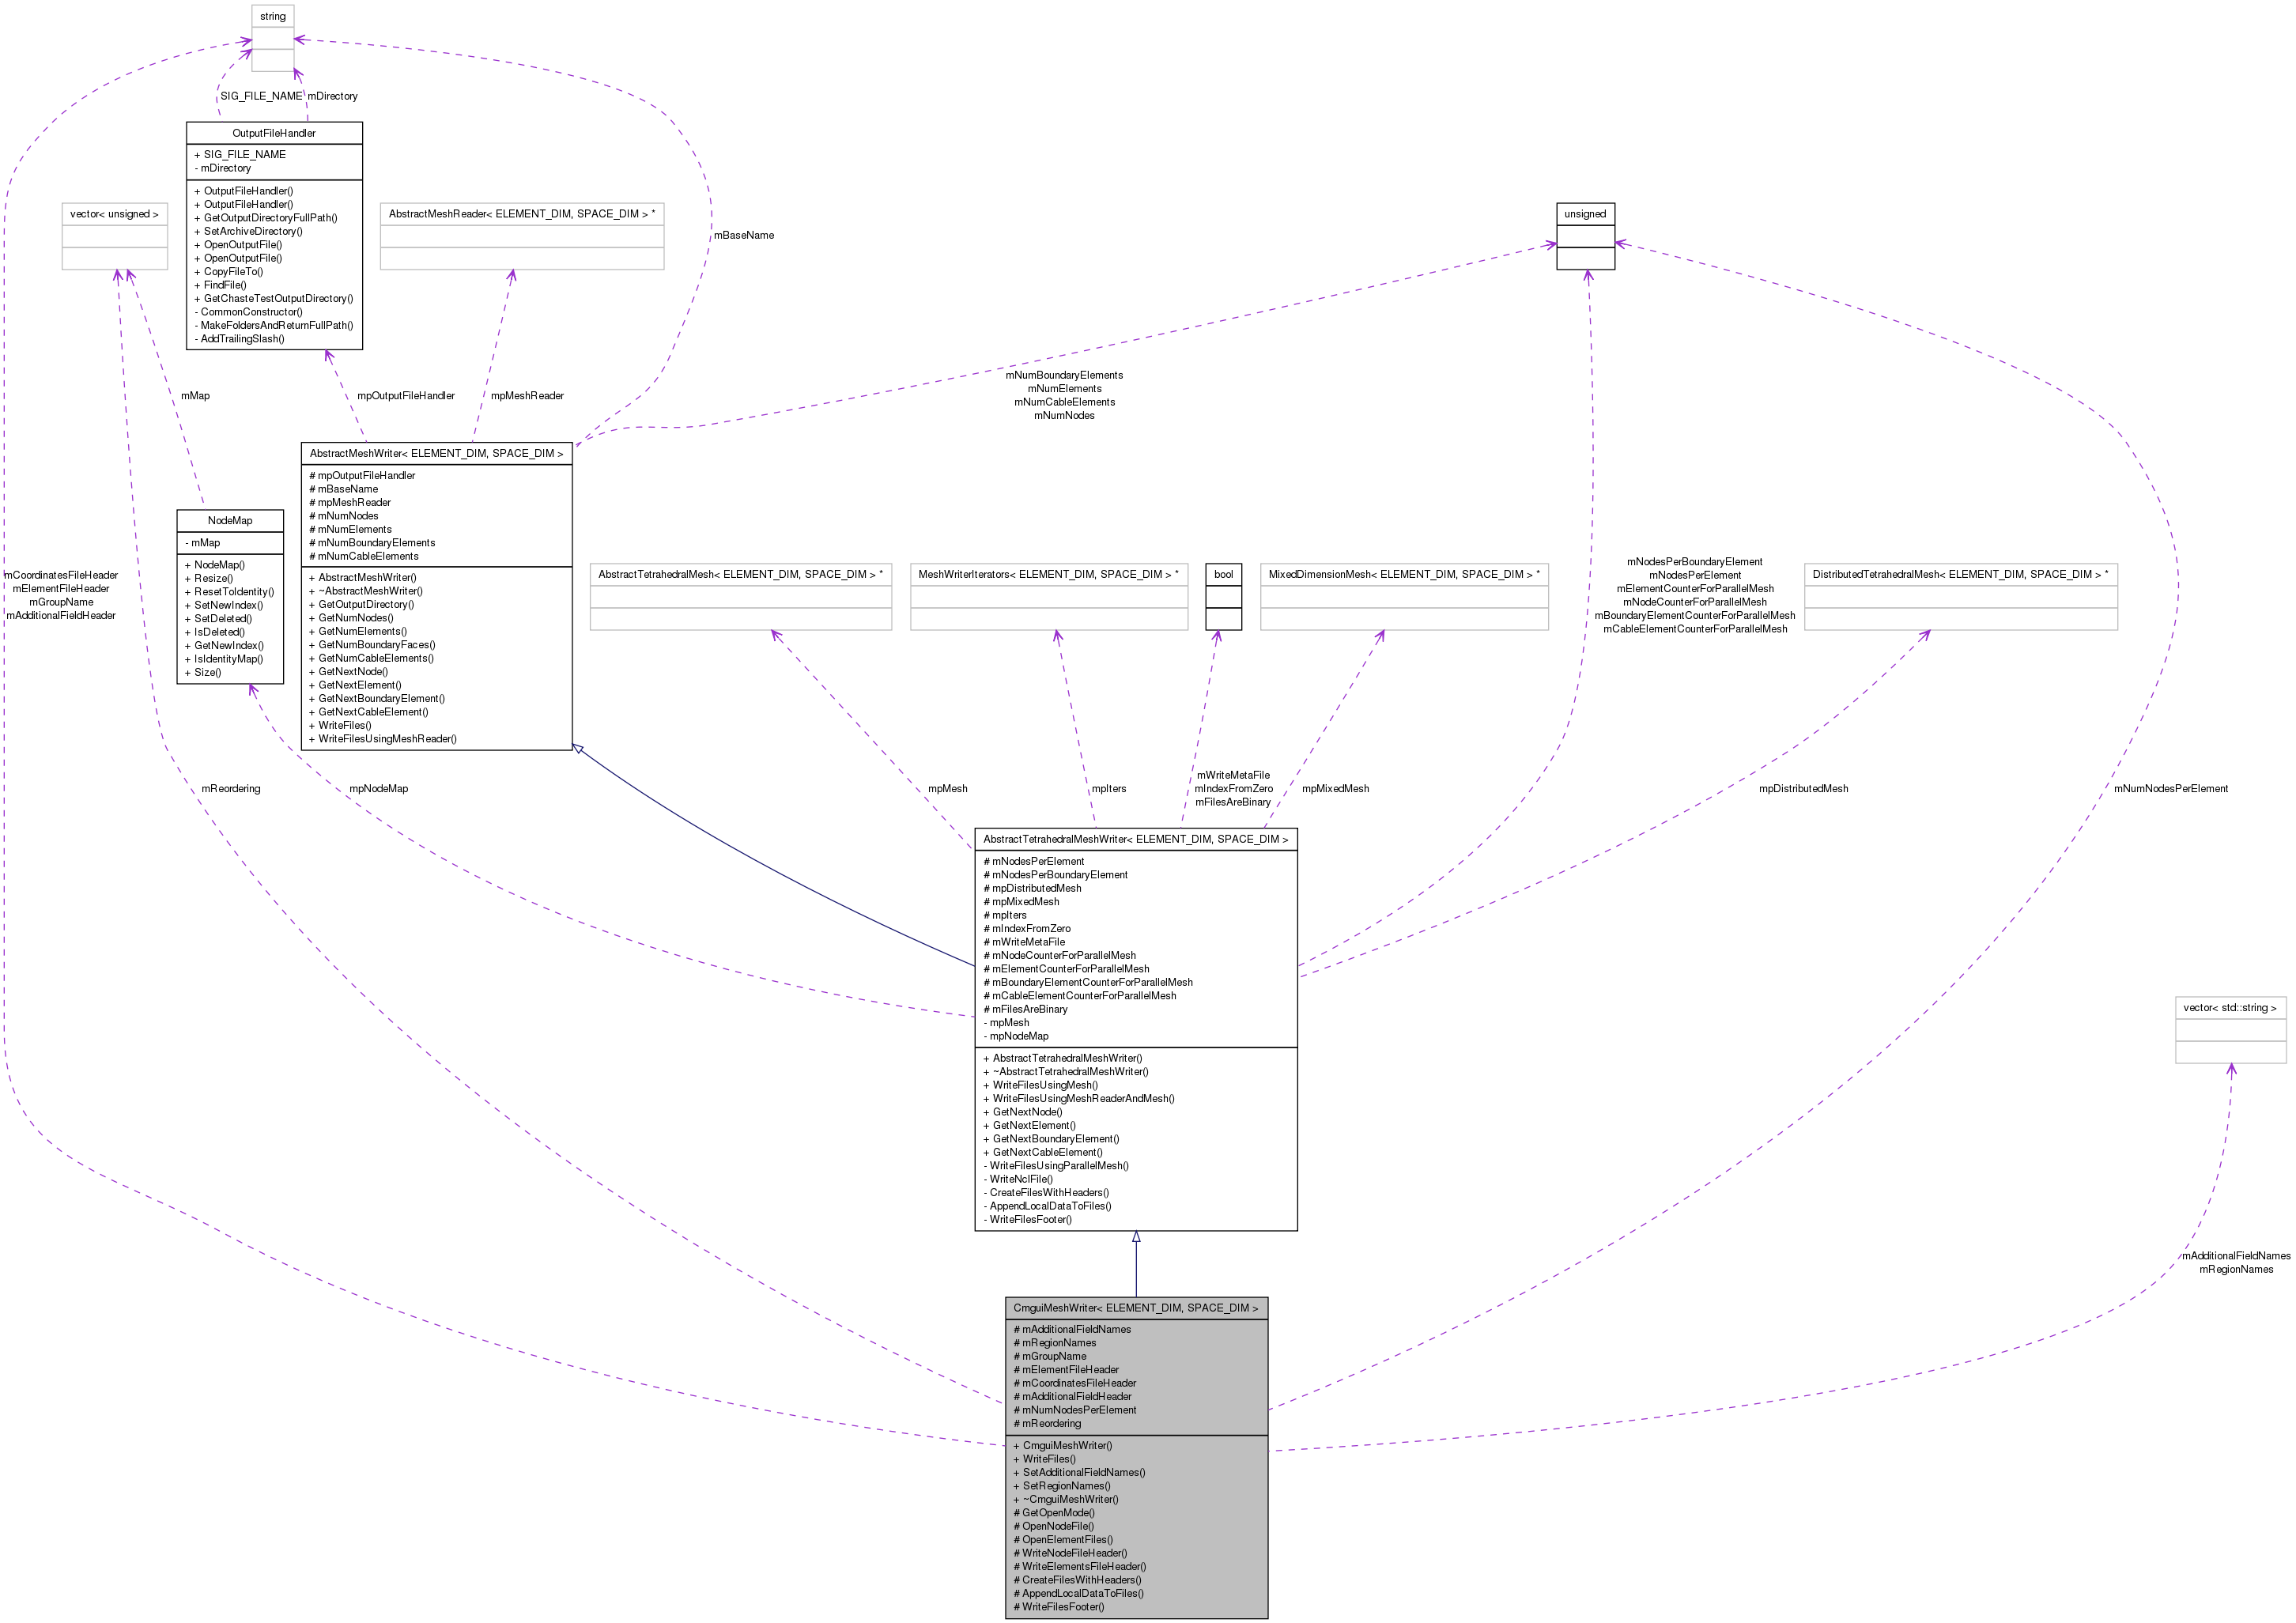 string
SIG_FILE_NAME
mDirectory
OutputFileHandler
+ SIG_FILE_NAME
- mDirectory
+ OutputFileHandler()
+ OutputFileHandler()
+ GetOutputDirectoryFullPath()
+ SetArchiveDirectory()
+ OpenOutputFile()
+ OpenOutputFile()
+ CopyFileTo()
+ FindFile()
+ GetChasteTestOutputDirectory()
- CommonConstructor()
- MakeFoldersAndReturnFullPath()
- AddTrailingSlash()
vector< unsigned >
AbstractMeshReader< ELEMENT_DIM, SPACE_DIM > *
mBaseName
unsigned
mMap
mpOutputFileHandler
mpMeshReader
mNumBoundaryElements
mNumElements
mNumCableElements
mNumNodes
AbstractMeshWriter< ELEMENT_DIM, SPACE_DIM >
# mpOutputFileHandler
# mBaseName
# mpMeshReader
# mNumNodes
# mNumElements
# mNumBoundaryElements
# mNumCableElements
+ AbstractMeshWriter()
+ ~AbstractMeshWriter()
+ GetOutputDirectory()
+ GetNumNodes()
+ GetNumElements()
+ GetNumBoundaryFaces()
+ GetNumCableElements()
+ GetNextNode()
+ GetNextElement()
+ GetNextBoundaryElement()
+ GetNextCableElement()
+ WriteFiles()
+ WriteFilesUsingMeshReader()
NodeMap
- mMap
+ NodeMap()
+ Resize()
+ ResetToIdentity()
+ SetNewIndex()
+ SetDeleted()
+ IsDeleted()
+ GetNewIndex()
+ IsIdentityMap()
+ Size()
mCoordinatesFileHeader
mElementFileHeader
mGroupName
mAdditionalFieldHeader
AbstractTetrahedralMesh< ELEMENT_DIM, SPACE_DIM > *
MeshWriterIterators< ELEMENT_DIM, SPACE_DIM > *
bool
MixedDimensionMesh< ELEMENT_DIM, SPACE_DIM > *
mNodesPerBoundaryElement
mNodesPerElement
mElementCounterForParallelMesh
mNodeCounterForParallelMesh
mBoundaryElementCounterForParallelMesh
mCableElementCounterForParallelMesh
DistributedTetrahedralMesh< ELEMENT_DIM, SPACE_DIM > *
mReordering
mpNodeMap
mpMesh
mpIters
mWriteMetaFile
mIndexFromZero
mFilesAreBinary
mpMixedMesh
mpDistributedMesh
mNumNodesPerElement
AbstractTetrahedralMeshWriter< ELEMENT_DIM, SPACE_DIM >
# mNodesPerElement
# mNodesPerBoundaryElement
# mpDistributedMesh
# mpMixedMesh
# mpIters
# mIndexFromZero
# mWriteMetaFile
# mNodeCounterForParallelMesh
# mElementCounterForParallelMesh
# mBoundaryElementCounterForParallelMesh
# mCableElementCounterForParallelMesh
# mFilesAreBinary
- mpMesh
- mpNodeMap
+ AbstractTetrahedralMeshWriter()
+ ~AbstractTetrahedralMeshWriter()
+ WriteFilesUsingMesh()
+ WriteFilesUsingMeshReaderAndMesh()
+ GetNextNode()
+ GetNextElement()
+ GetNextBoundaryElement()
+ GetNextCableElement()
- WriteFilesUsingParallelMesh()
- WriteNclFile()
- CreateFilesWithHeaders()
- AppendLocalDataToFiles()
- WriteFilesFooter()
vector< std::string >
mAdditionalFieldNames
mRegionNames
CmguiMeshWriter< ELEMENT_DIM, SPACE_DIM >
# mAdditionalFieldNames
# mRegionNames
# mGroupName
# mElementFileHeader
# mCoordinatesFileHeader
# mAdditionalFieldHeader
# mNumNodesPerElement
# mReordering
+ CmguiMeshWriter()
+ WriteFiles()
+ SetAdditionalFieldNames()
+ SetRegionNames()
+ ~CmguiMeshWriter()
# GetOpenMode()
# OpenNodeFile()
# OpenElementFiles()
# WriteNodeFileHeader()
# WriteElementsFileHeader()
# CreateFilesWithHeaders()
# AppendLocalDataToFiles()
# WriteFilesFooter()